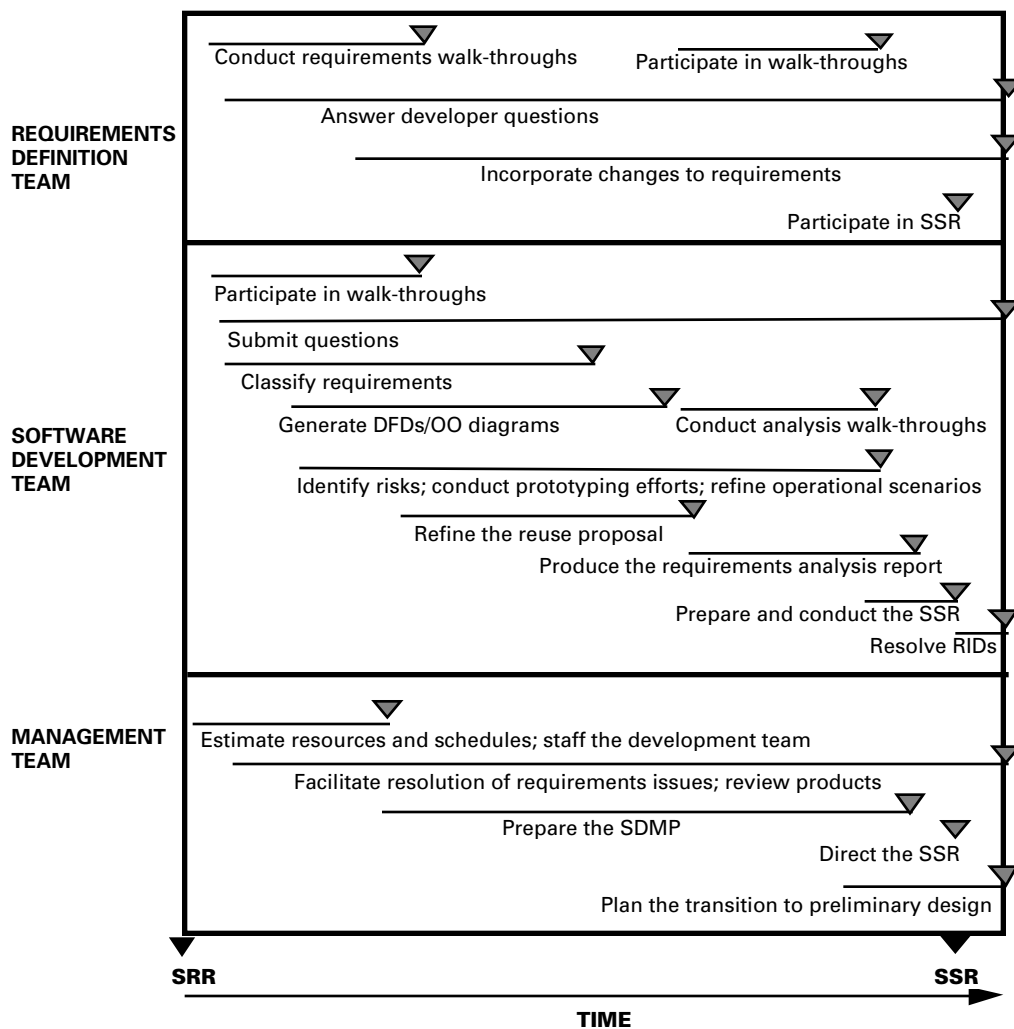 Conduct requirements walk-throughs
Participate in walk-throughs
Answer developer questions
REQUIREMENTS
DEFINITION
TEAM
Incorporate changes to requirements
Participate in SSR
Participate in walk-throughs
Submit questions
Classify requirements
Generate DFDs/OO diagrams
Conduct analysis walk-throughs
SOFTWARE
DEVELOPMENT
TEAM
Identify risks; conduct prototyping efforts; refine operational scenarios
Refine the reuse proposal
Produce the requirements analysis report
Prepare and conduct the SSR
Resolve RIDs
MANAGEMENT
TEAM
Estimate resources and schedules; staff the development team
Facilitate resolution of requirements issues; review products
Prepare the SDMP
Direct the SSR
Plan the transition to preliminary design
SRR
SSR
TIME